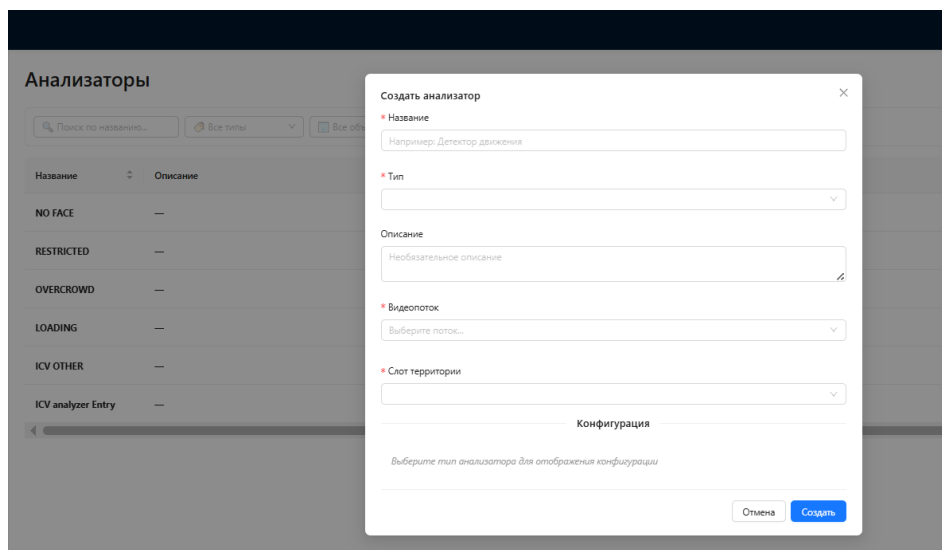 Анализаторы
Поиск по названию...
Все типы
Все объ
Название
Описание
NO FACE
—
RESTRICTED
—
OVERCROWD
—
LOADING
—
ICV OTHER
—
ICV analyzer Entry
—
Создать анализатор
* Название
Например: Детектор движения
* Тип
Описание
Необязательное описание
* Видеопоток
Выберите поток...
* Слот территории
Конфигурация
Выберите тип анализатора для отображения конфигурации
Отмена
Создать